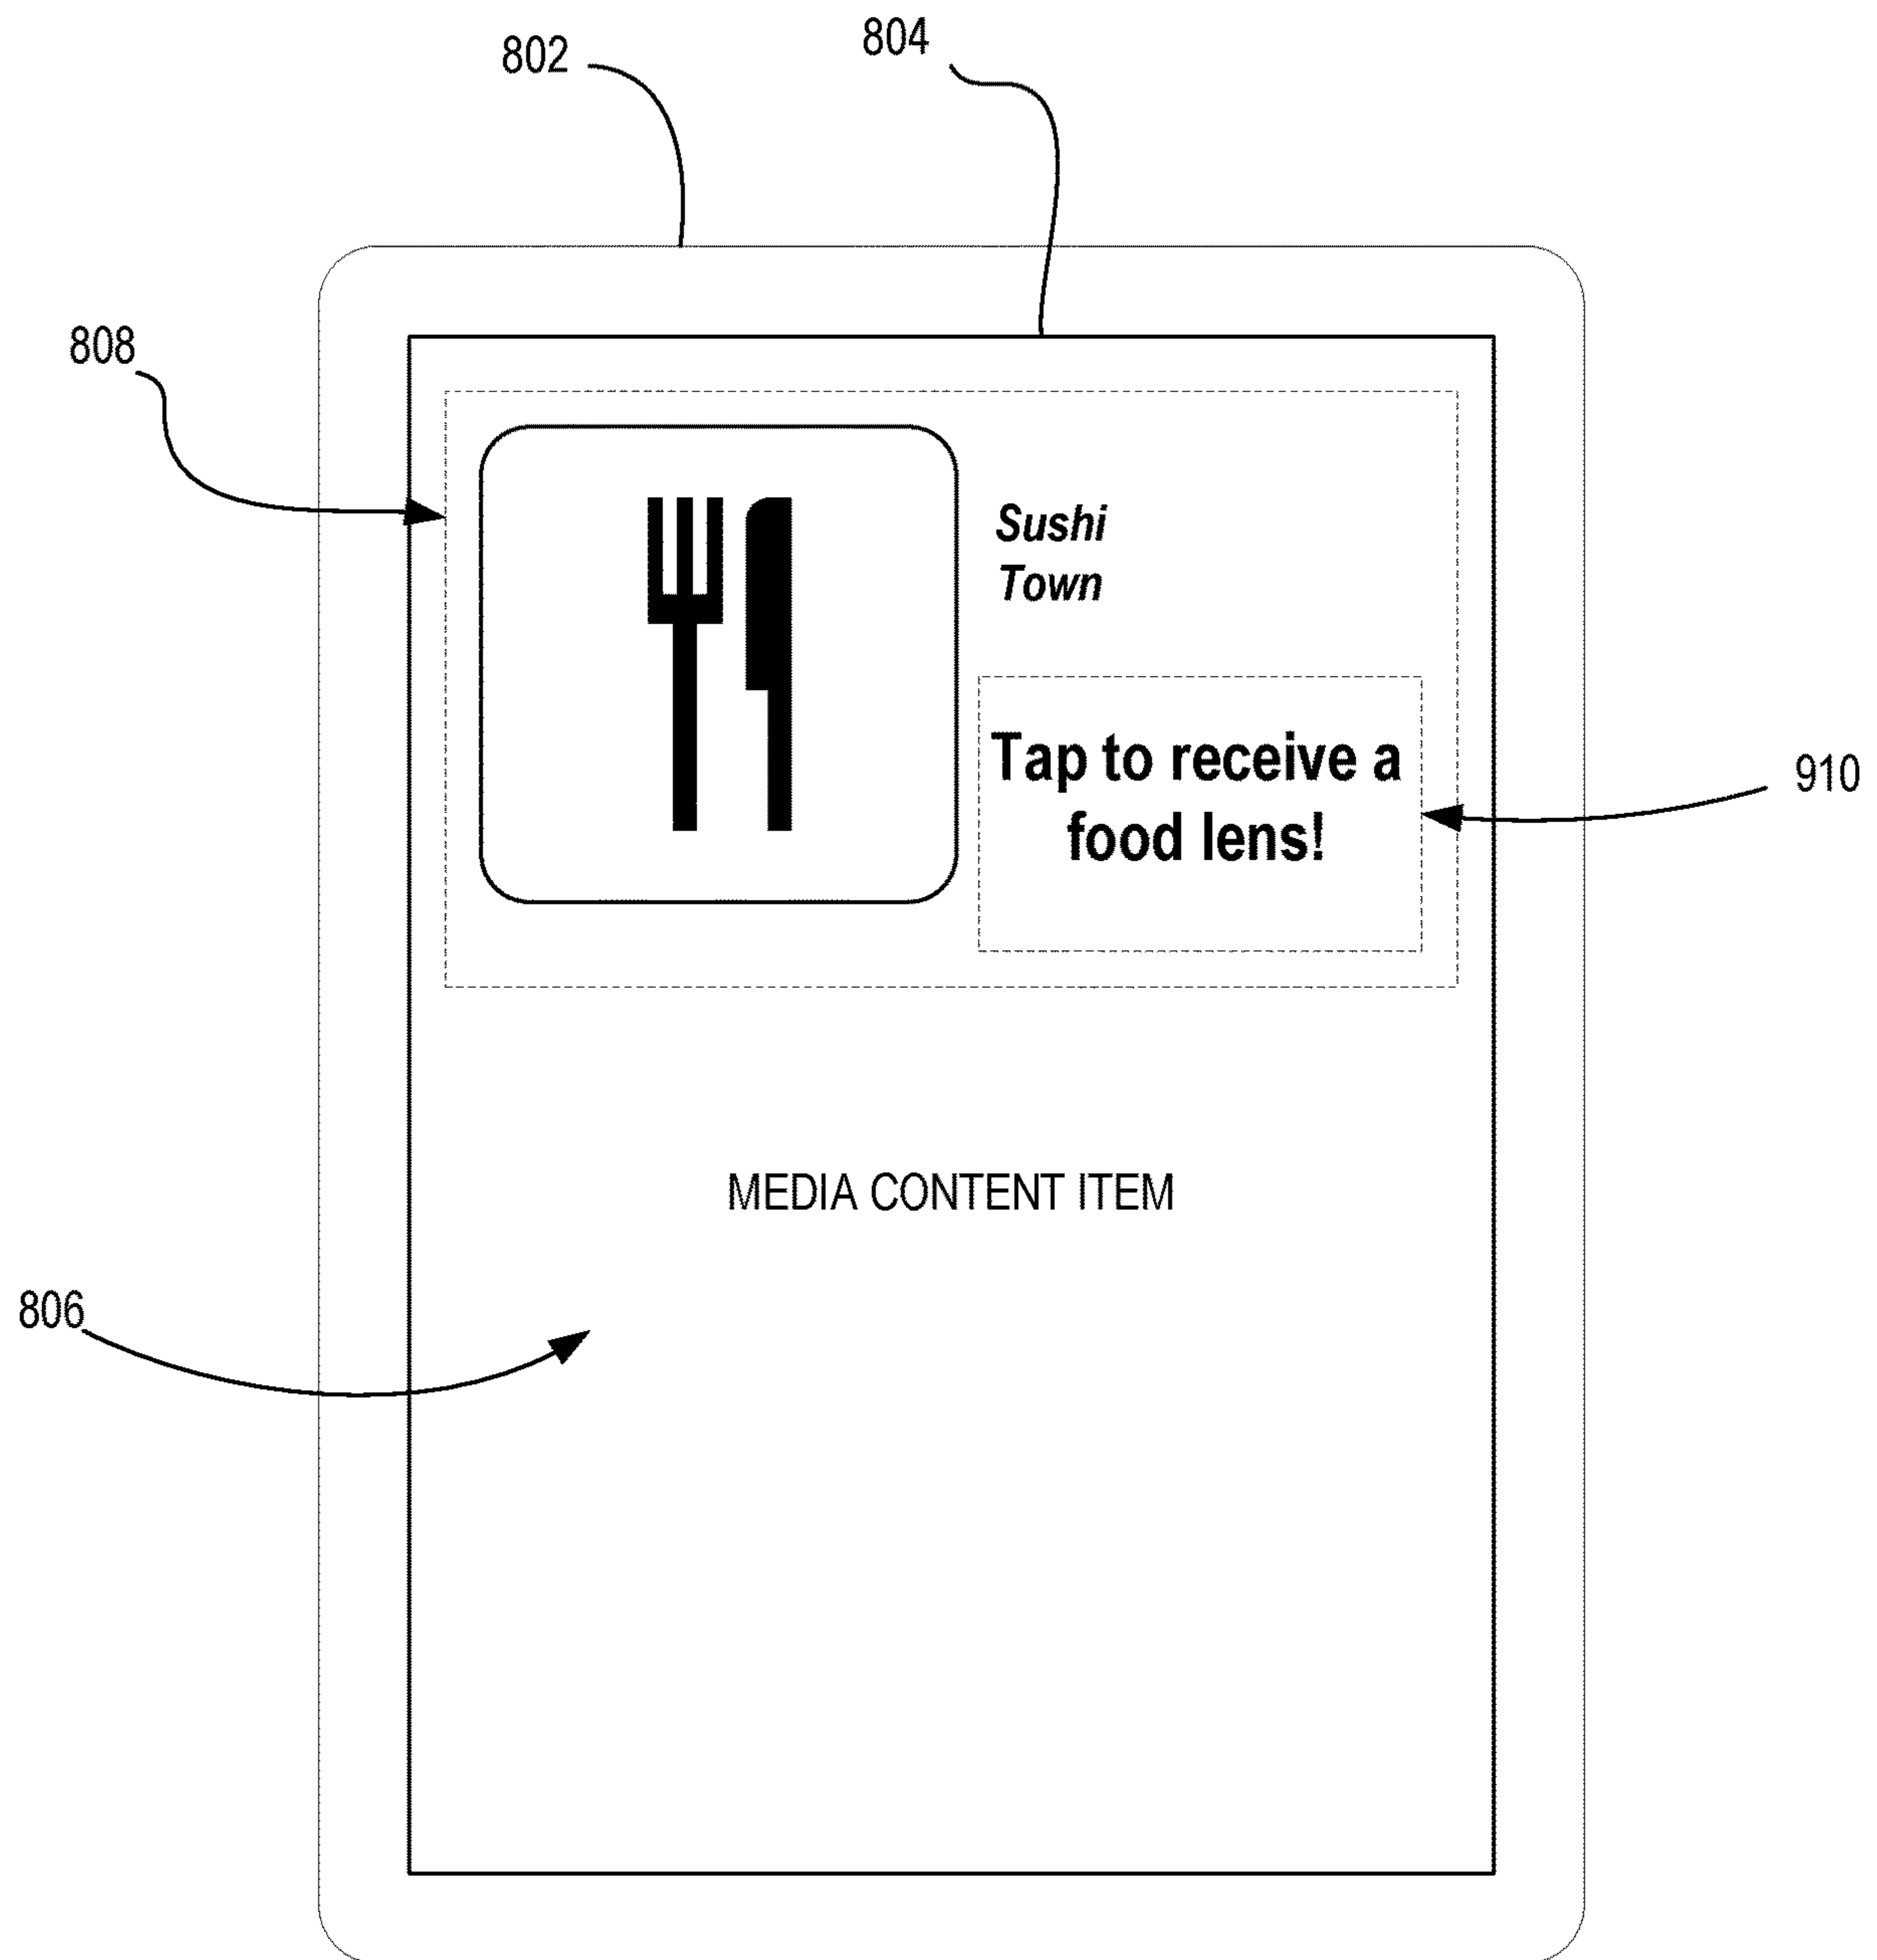 802
804
808
Sushi
Town
Tap to receive a
food lens!
910
MEDIA CONTENT ITEM
806